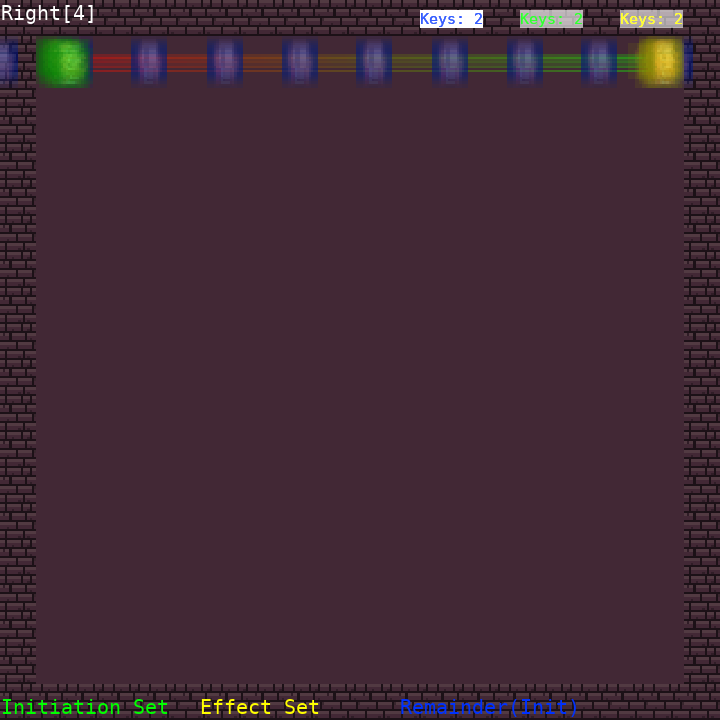 Right[4]
Keys: 2 Keys: 2 Keys: 2
Initiation Set Effect Set Remainder(Init)